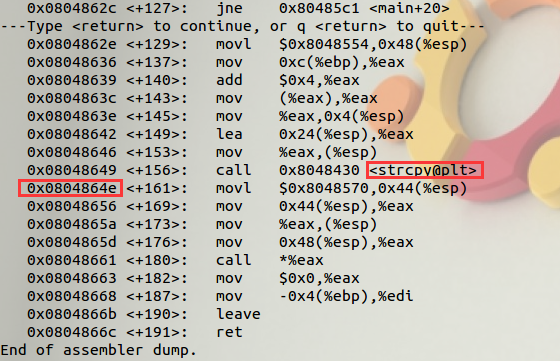 0x0804862c <+127>: jne 0x80485c1 <main+20>
---Type <return> to continue, or q <return> to quit---
0x0804862e <+129>: movl $0x8048554,0x48(%esp)
0x08048636 <+137>: mov 0xc(%ebp),%eax
0x08048639 <+140>: add $0x4,%eax
0x0804863c <+143>: mov (%eax),%eax
0x0804863e <+145>: mov %eax,0x4(%esp)
0x08048642 <+149>: lea 0x24(%esp),%eax
0x08048646 <+153>: mov %eax,(%esp)
0x08048649 <+156>: call 0x8048430 <strcpy@plt>
0x0804864e <+161>: movl $0x8048570,0x44(%esp)
0x08048656 <+169>: mov 0x44(%esp),%eax
0x0804865a <+173>: mov %eax,(%esp)
0x0804865d <+176>: mov 0x48(%esp),%eax
0x08048661 <+180>: call *%eax
0x08048663 <+182>: mov $0x0,%eax
0x08048668 <+187>: mov -0x4(%ebp),%edi
0x0804866b <+190>: leave
0x0804866c <+191>: ret
End of assembler dump.